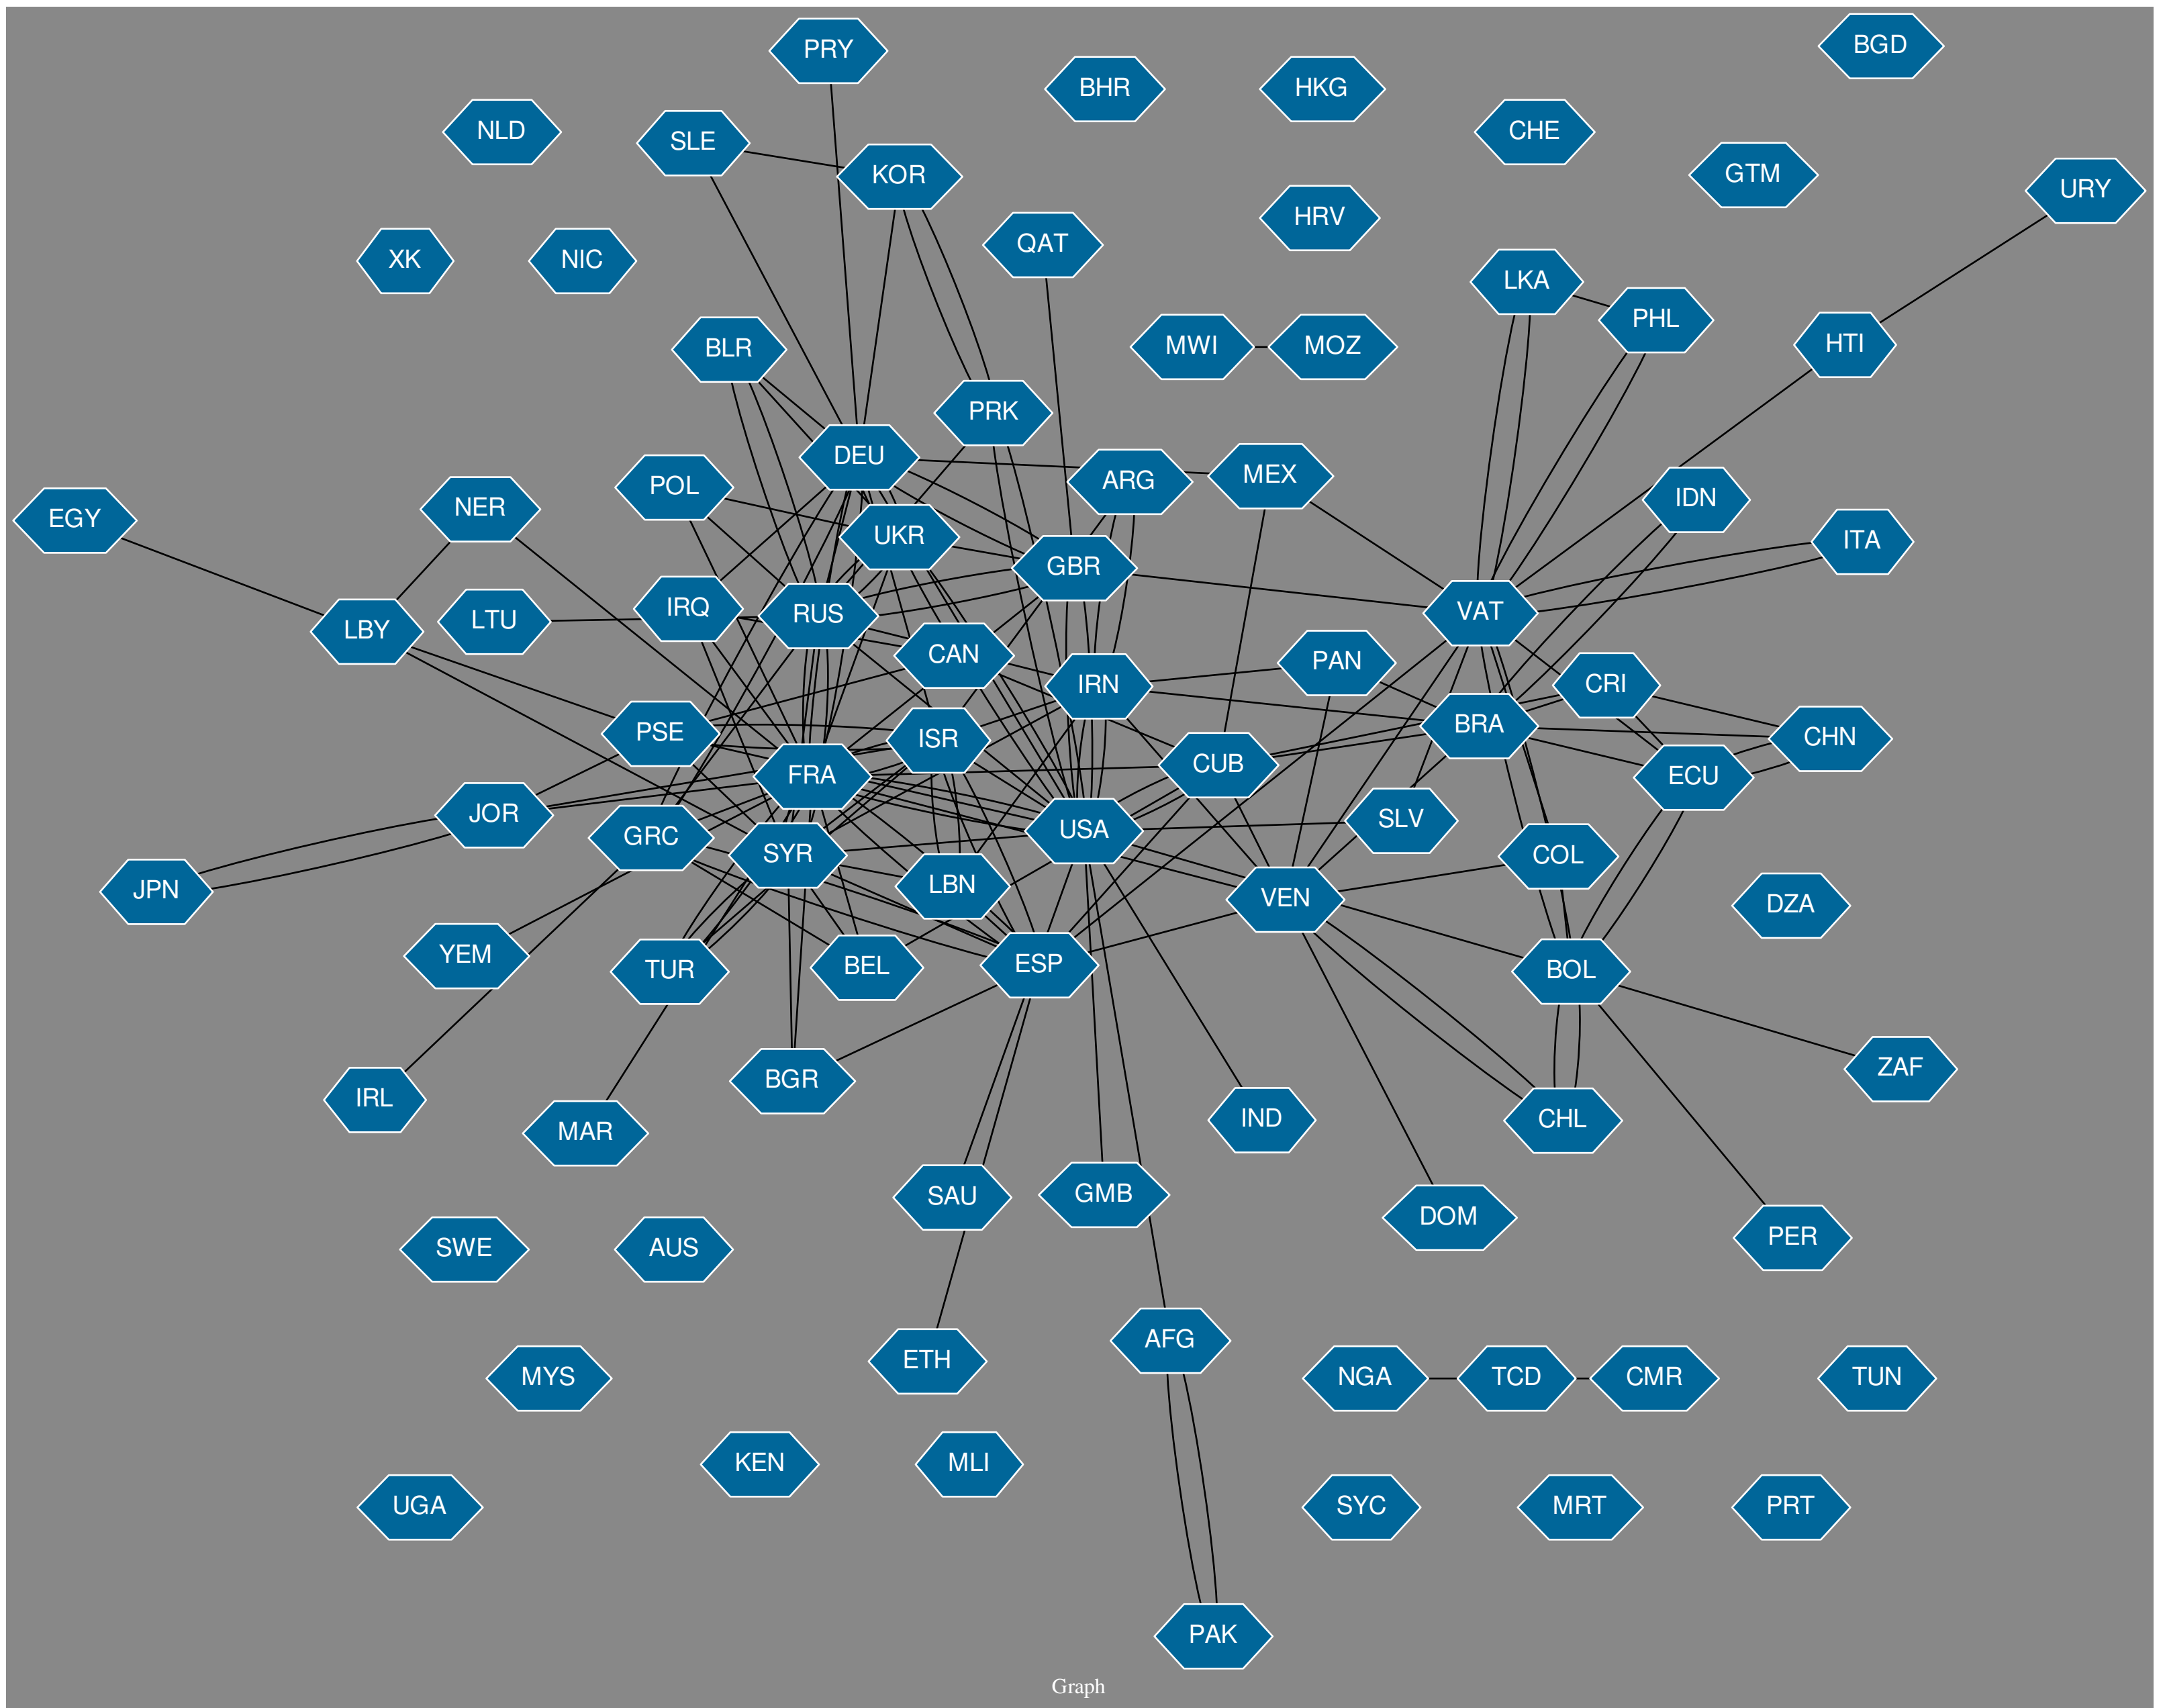 BGD
PRY
BHR
HKG
NLD
CHE
SLE
KOR
GTM
URY
HRV
QAT
XK
NIC
LKA
PHL
HTI
MWI
MOZ
BLR
PRK
DEU
MEX
ARG
POL
IDN
NER
EGY
UKR
ITA
GBR
IRQ
VAT
RUS
LTU
LBY
CAN
PAN
IRN
CRI
BRA
PSE
ISR
CHN
CUB
FRA
ECU
JOR
SLV
USA
GRC
SYR
COL
LBN
JPN
VEN
DZA
YEM
ESP
BEL
TUR
BOL
ZAF
BGR
IRL
IND
CHL
MAR
GMB
SAU
DOM
PER
SWE
AUS
AFG
ETH
MYS
NGA
TCD
CMR
TUN
KEN
MLI
UGA
SYC
MRT
PRT
PAK
Graph